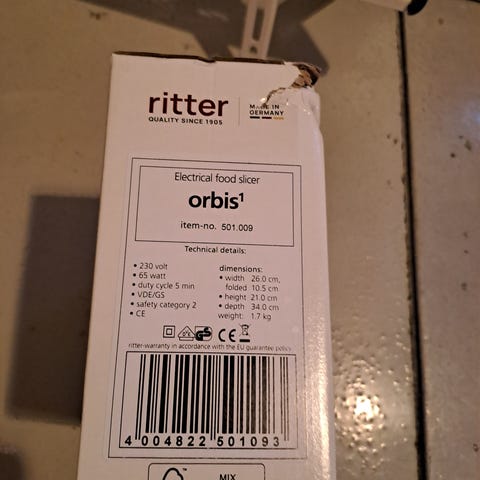 ritter
QUALITY SINCE 1905
MADE IN
GERMANY
Electrical food slicer
orbis¹
item-no. 501.009
Technical details:
• 230 volt
• 65 watt
• duty cycle 5 min
• VDE/GS
• safety category 2
• CE
dimensions:
• width 26.0 cm,
folded 10.5 cm
• height 21.0 cm
• depth 34.0 cm
weight: 1.7 kg
CE
ritter-warranty in accordance with the EU guarantee policy
4 004822 501093
MIX